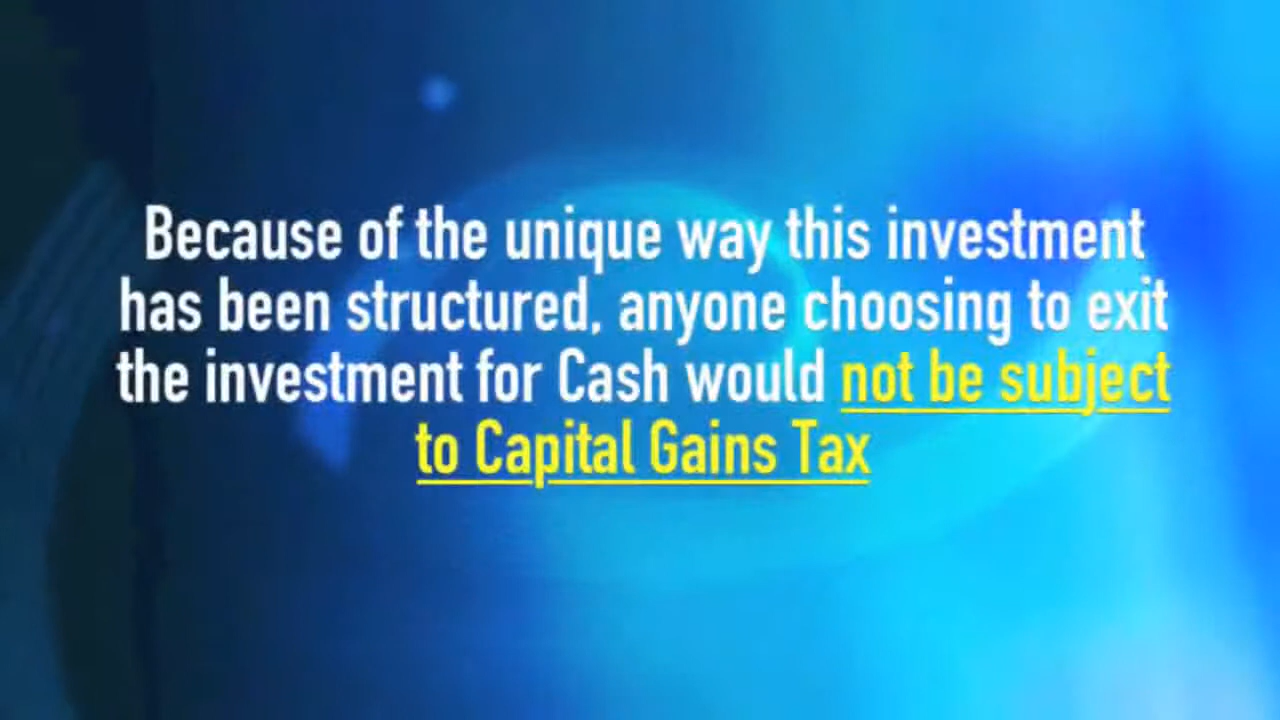 Because of the unique way this investment
has been structured, anyone choosing to exit
the investment for Cash would not be subject
to Capital Gains Tax